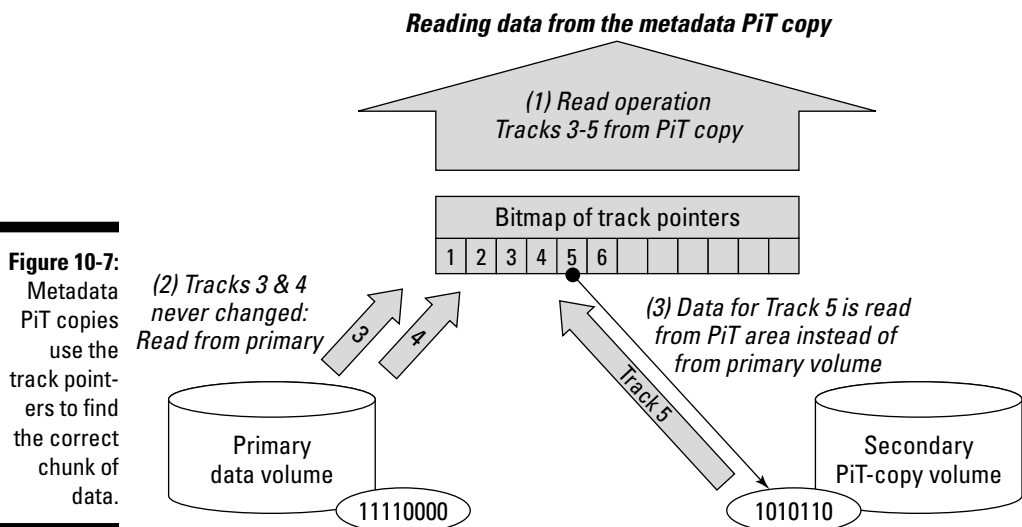 Reading data from the metadata PiT copy
(1) Read operation
Tracks 3-5 from PiT copy
Bitmap of track pointers
1 2 3 4 5 6
Figure 10-7:
Metadata
PiT copies
use the
track point-
ers to find
the correct
chunk of
data.
(2) Tracks 3 & 4
never changed:
Read from primary
3
4
(3) Data for Track 5 is read
from PiT area instead of
from primary volume
Track 5
Primary
data volume
11110000
Secondary
PiT-copy volume
1010110